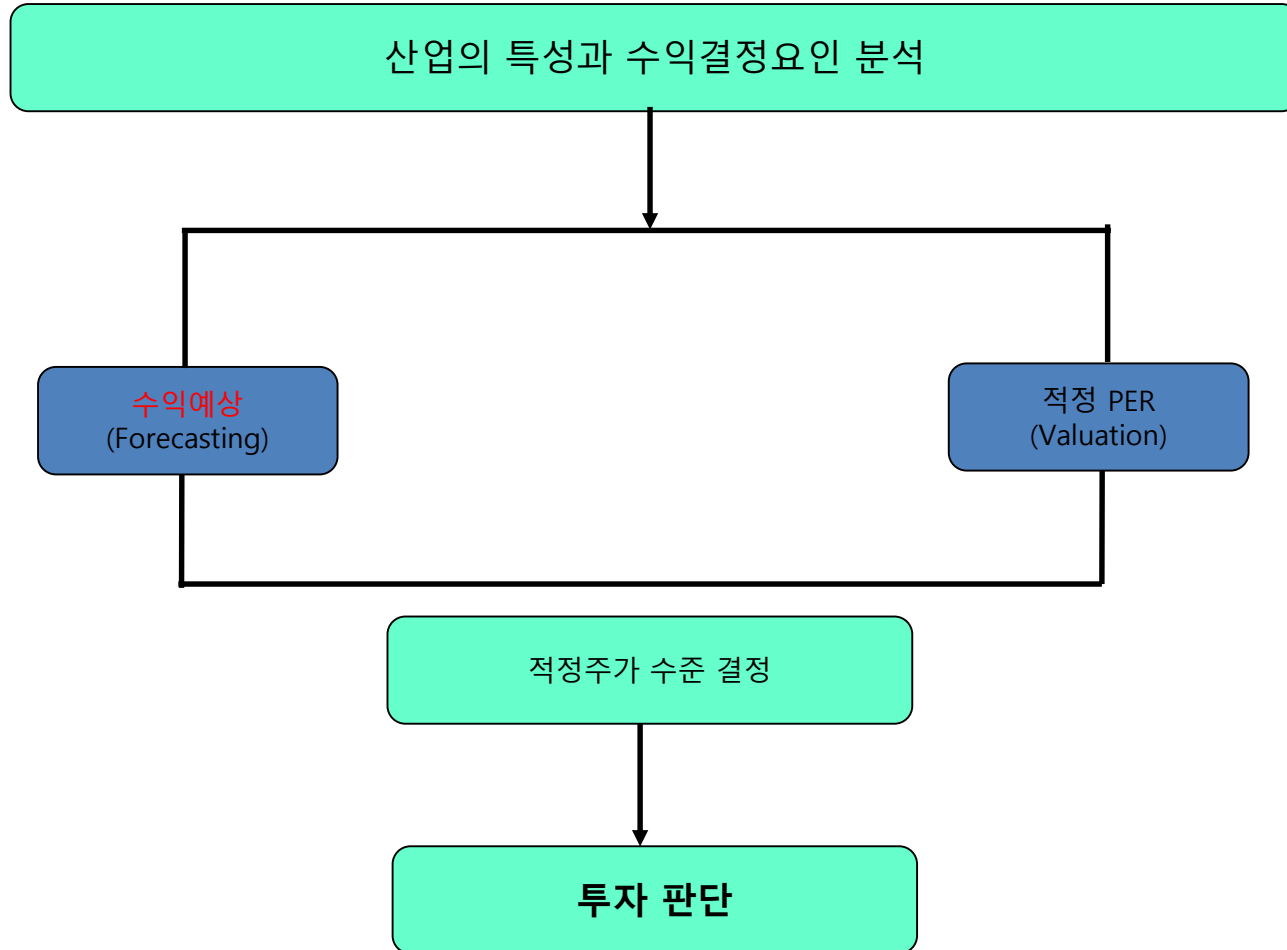 산업의 특성과 수익결정요인 분석
수익예상
(Forecasting)
적정 PER
(Valuation)
적정주가 수준 결정
투자 판단